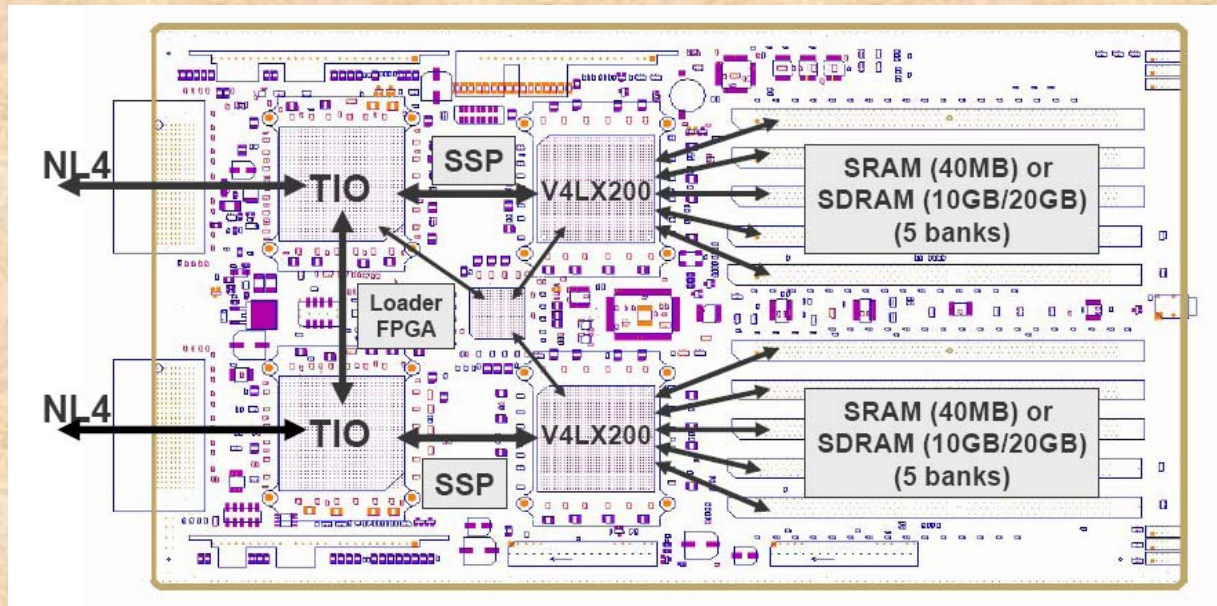 NL4
TIO
SSP
V4LX200
SRAM (40MB) or
SDRAM (10GB/20GB)
(5 banks)
Loader
FPGA
NL4
TIO
SSP
V4LX200
SRAM (40MB) or
SDRAM (10GB/20GB)
(5 banks)